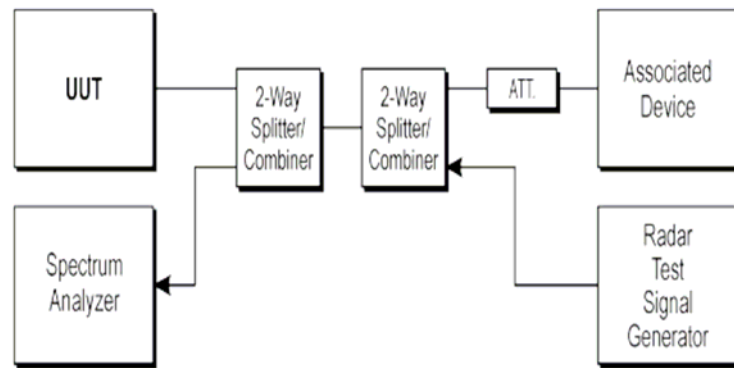 UUT
2-Way
Splitter/
Combiner
2-Way
Splitter/
Combiner
ATT.
Associated
Device
Spectrum
Analyzer
Radar
Test
Signal
Generator